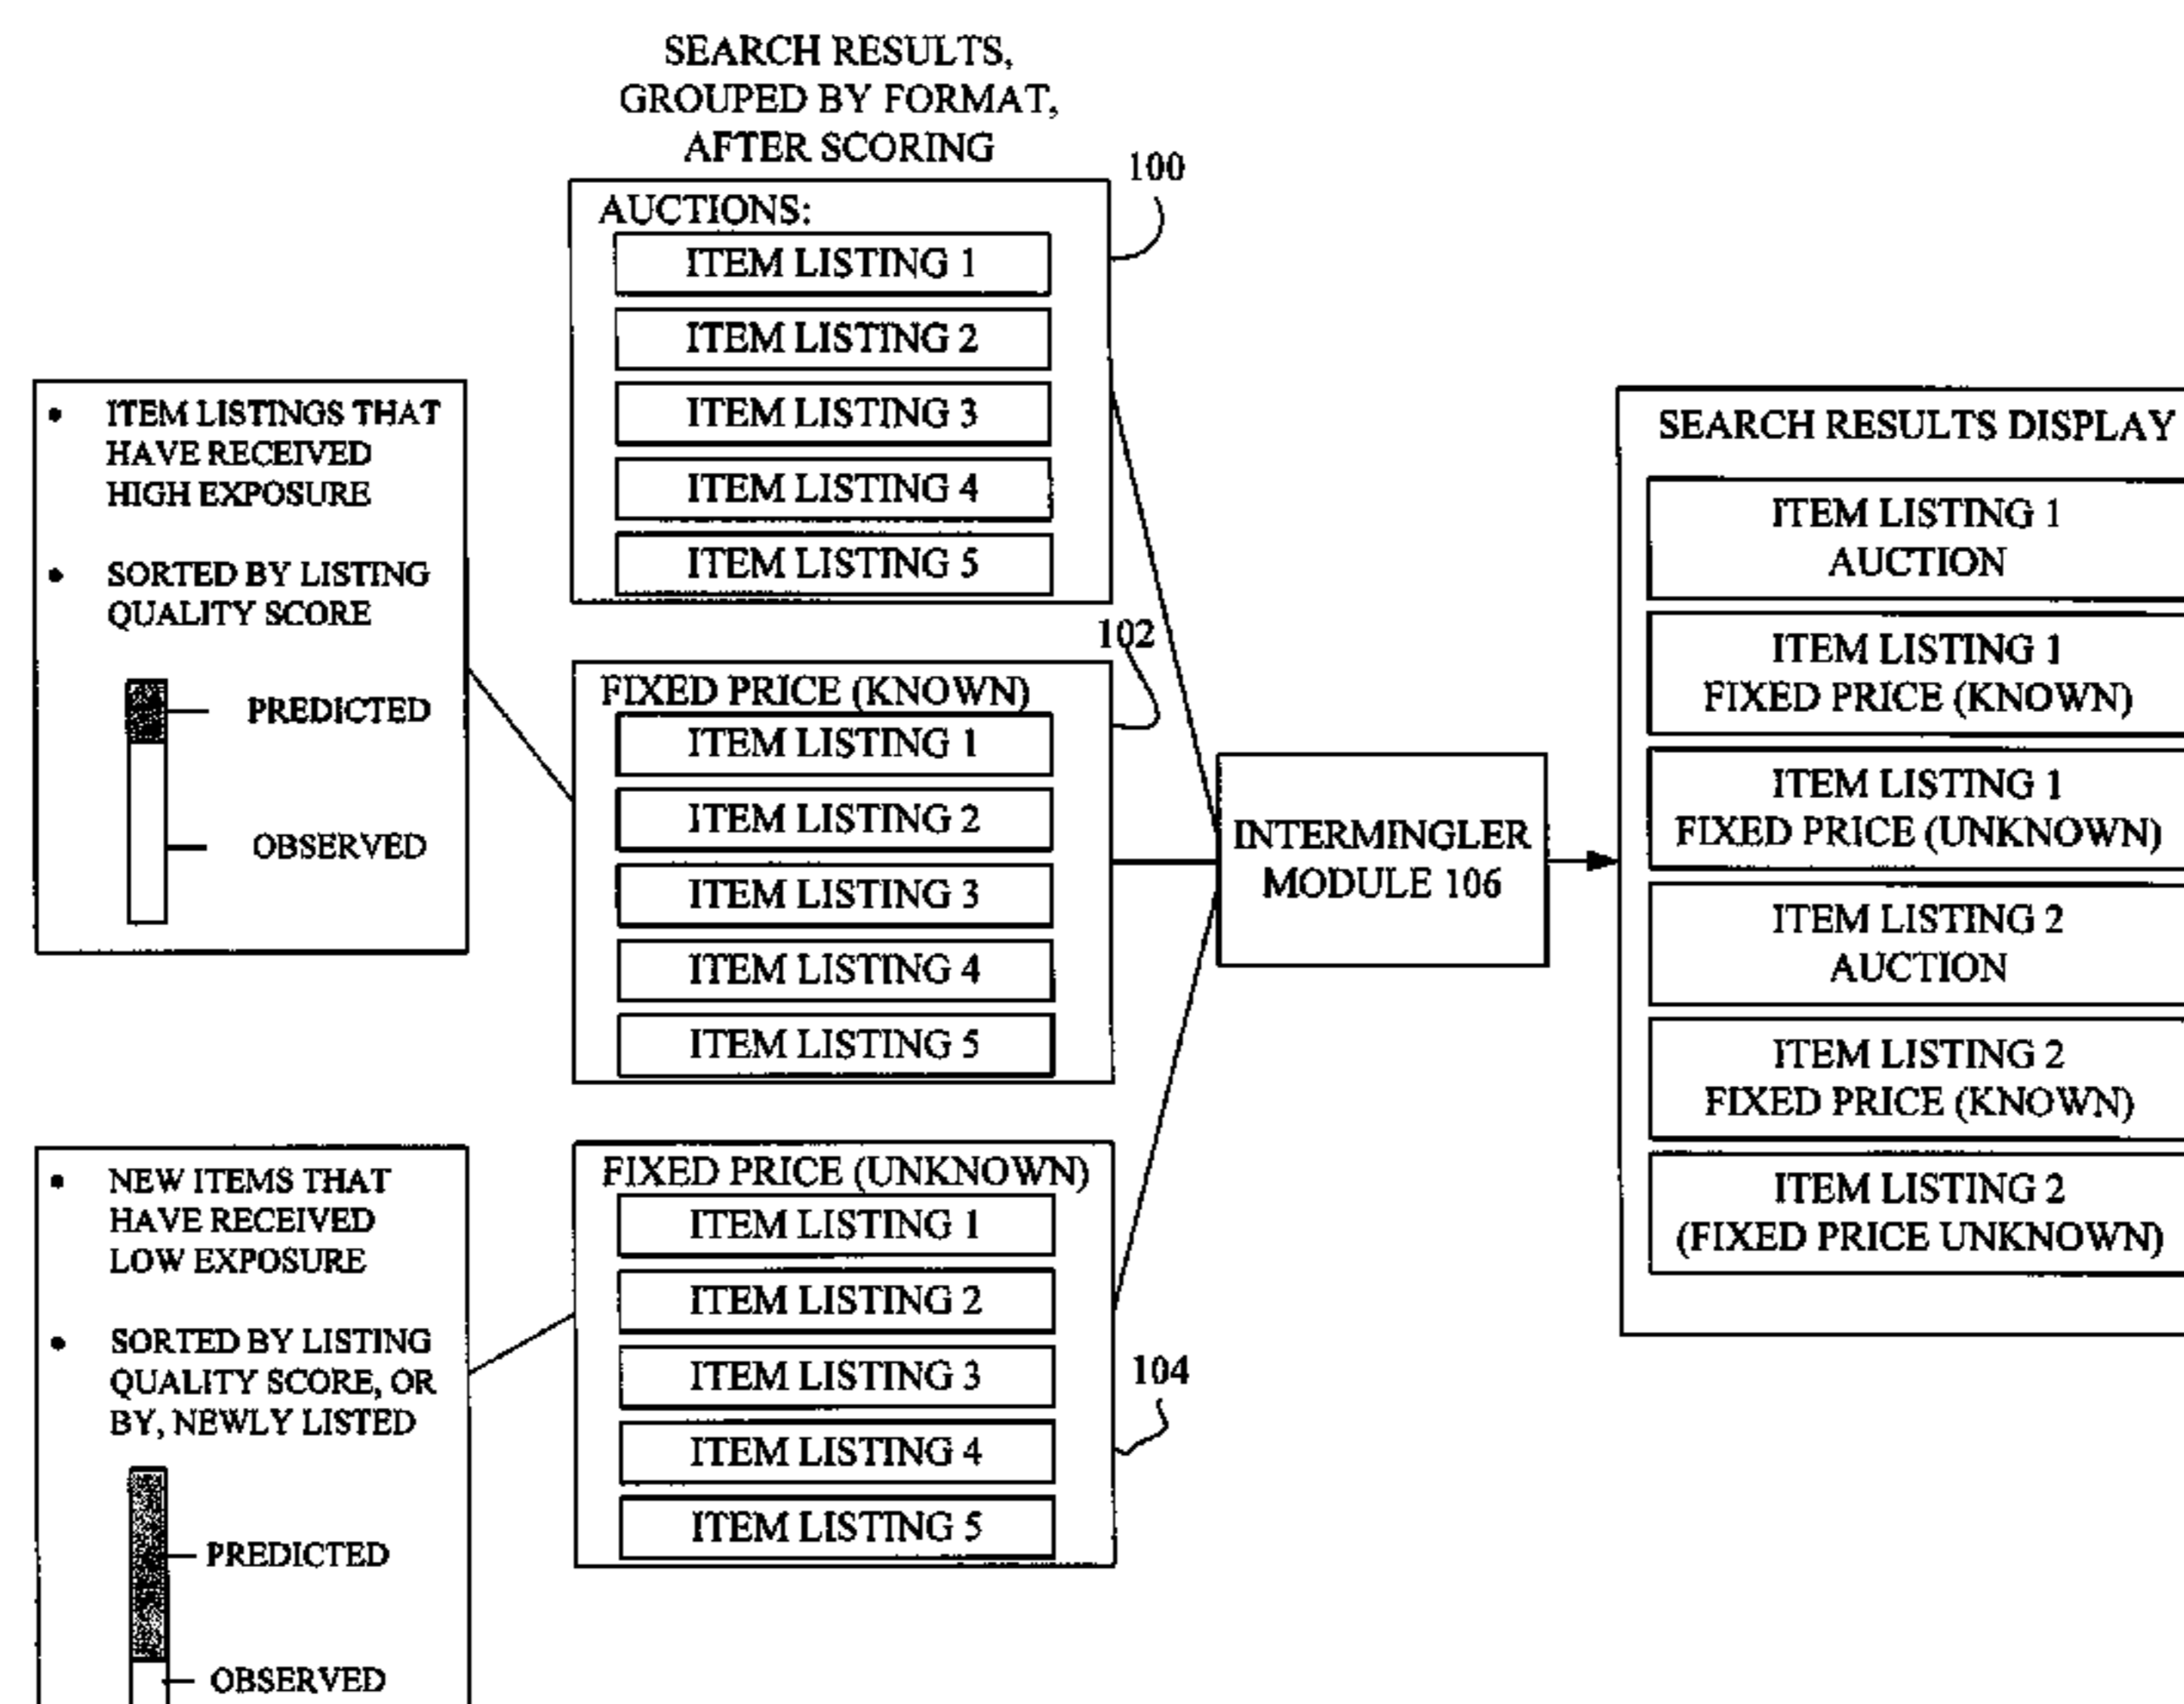 SEARCH RESULTS,
GROUPED BY FORMAT,
AFTER SCORING
100
AUCTIONS:
ITEM LISTING 1
ITEM LISTING 2
ITEM LISTING 3
ITEM LISTING 4
ITEM LISTING 5
• ITEM LISTINGS THAT
HAVE RECEIVED
HIGH EXPOSURE
• SORTED BY LISTING
QUALITY SCORE
PREDICTED
OBSERVED
102
FIXED PRICE (KNOWN)
ITEM LISTING 1
ITEM LISTING 2
ITEM LISTING 3
ITEM LISTING 4
ITEM LISTING 5
• NEW ITEMS THAT
HAVE RECEIVED
LOW EXPOSURE
• SORTED BY LISTING
QUALITY SCORE, OR
BY, NEWLY LISTED
PREDICTED
OBSERVED
FIXED PRICE (UNKNOWN)
ITEM LISTING 1
ITEM LISTING 2
ITEM LISTING 3
ITEM LISTING 4
ITEM LISTING 5
104
INTERMINGLER
MODULE 106
SEARCH RESULTS DISPLAY
ITEM LISTING 1
AUCTION
ITEM LISTING 1
FIXED PRICE (KNOWN)
ITEM LISTING 1
FIXED PRICE (UNKNOWN)
ITEM LISTING 2
AUCTION
ITEM LISTING 2
FIXED PRICE (KNOWN)
ITEM LISTING 2
(FIXED PRICE UNKNOWN)